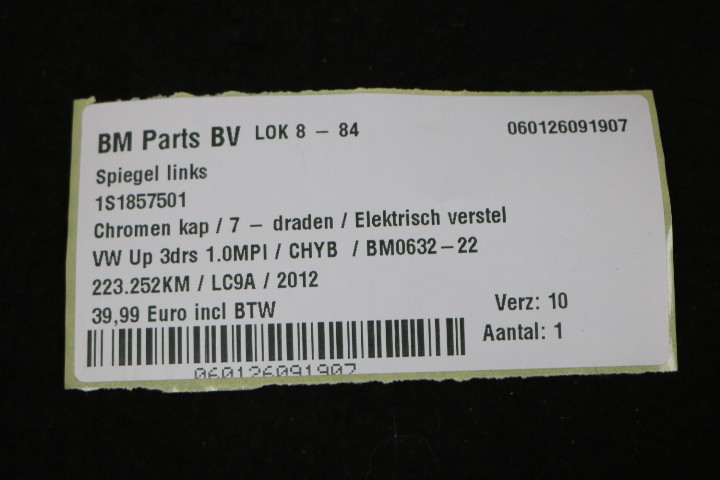 BM Parts BV LOK 8 - 84 060126091907
Spiegel links
1S1857501
Chromen kap / 7 - draden / Elektrisch verstel
VW Up 3drs 1.0MPI / CHYB / BM0632-22
223.252KM / LC9A / 2012
39,99 Euro incl BTW Verz: 10
Aantal: 1
060126091907